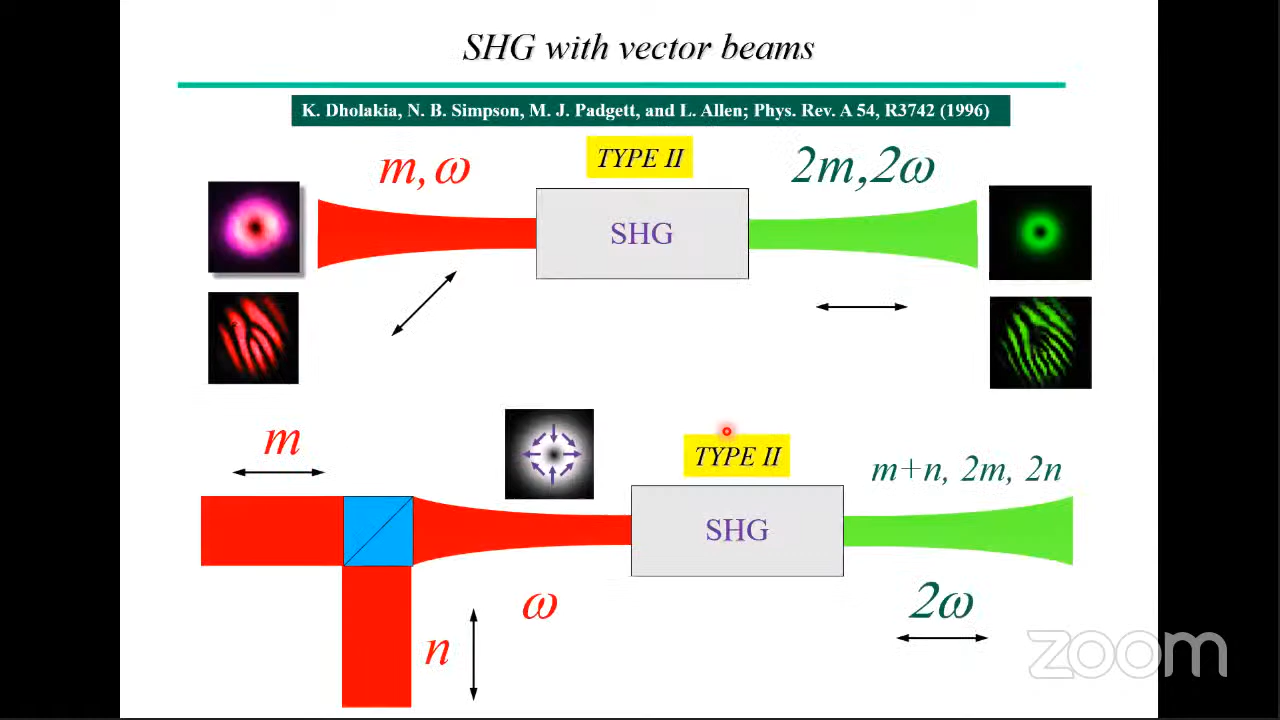 SHG with vector beams
K. Dholakia, N. B. Simpson, M. J. Padgett, and L. Allen; Phys. Rev. A 54, R3742 (1996)
m, ω
TYPE II
2m,2ω
SHG
m
TYPE II
m+n, 2m, 2n
SHG
ω
2ω
n
zoom